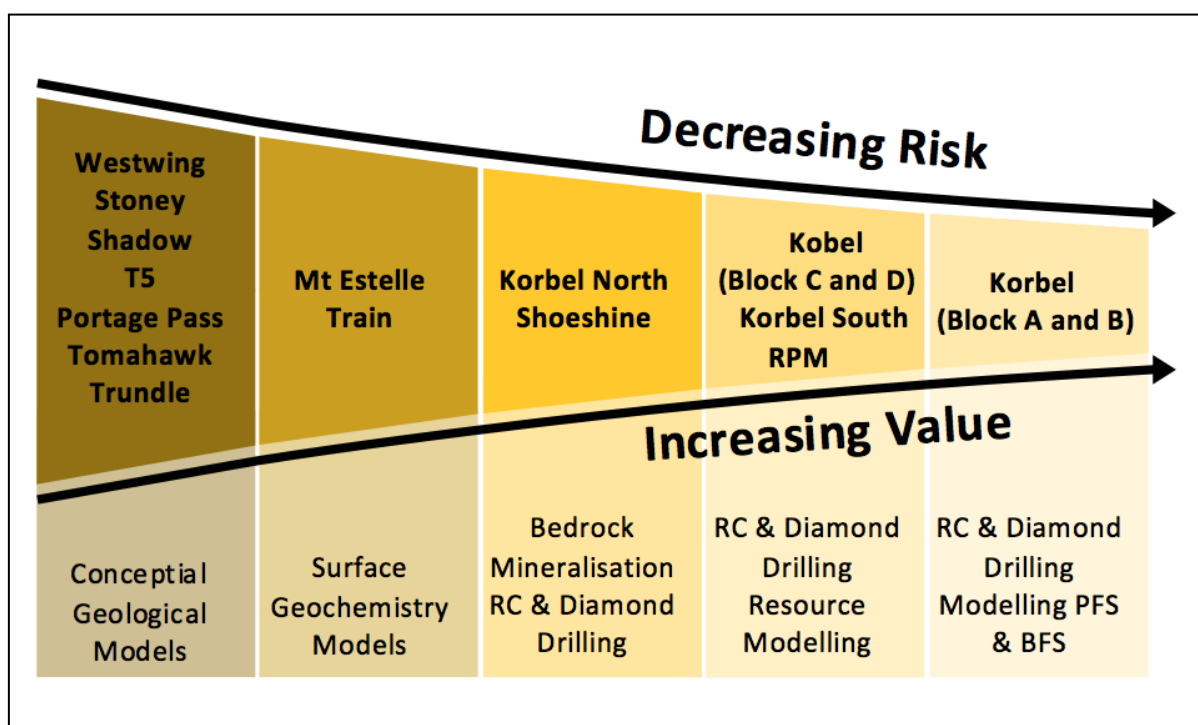 Decreasing Risk
Westwing
Stoney
Shadow
T5
Portage Pass
Tomahawk
Trundle
Mt Estelle
Train
Korbel North
Shoeshine
Kobel
(Block C and D)
Korbel South
RPM
Korbel
(Block A and B)
Increasing Value
Conceptial
Geological
Models
Surface
Geochemistry
Models
Bedrock
Mineralisation
RC & Diamond
Drilling
RC & Diamond
Drilling
Resource
Modelling
RC & Diamond
Drilling
Modelling PFS
& BFS